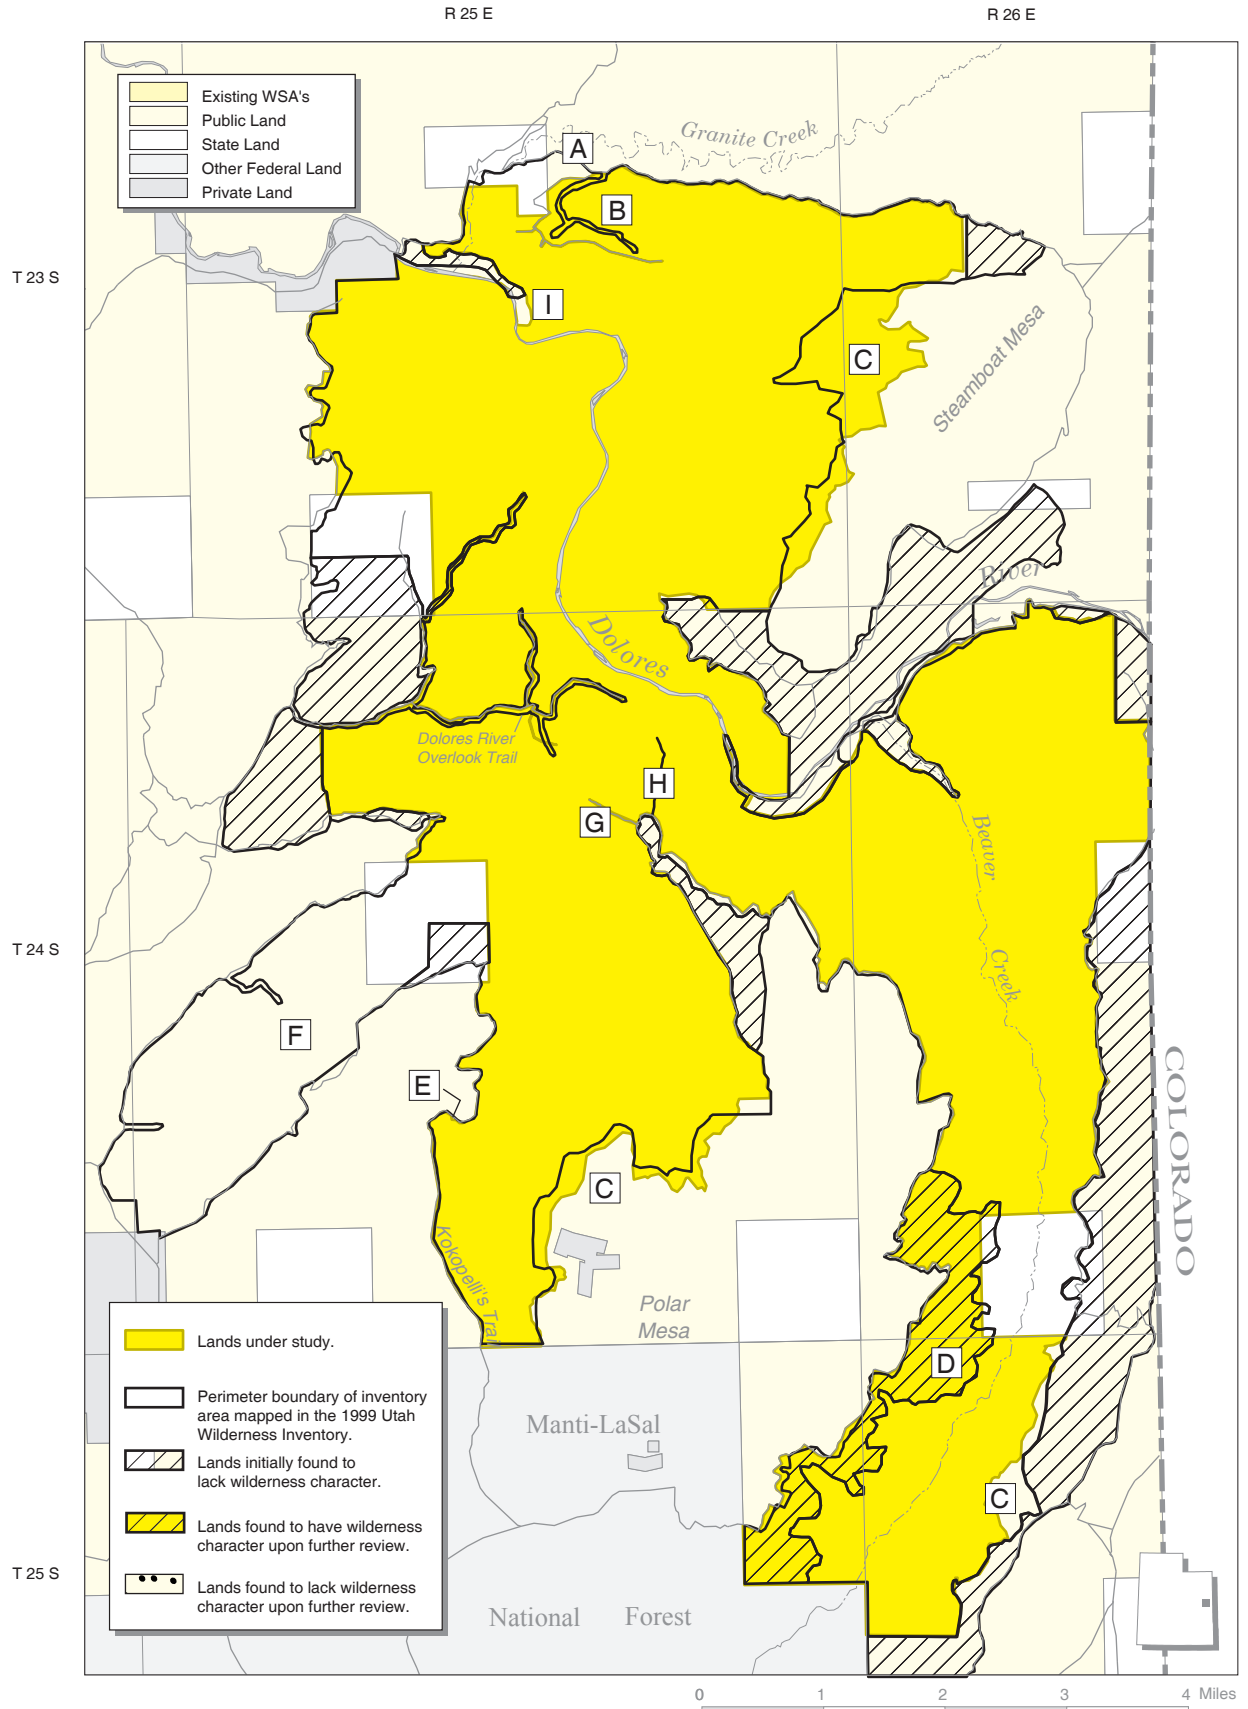 R 25 E
R 26 E
Existing WSA's
Public Land
State Land
Other Federal Land
Private Land
Granite Creek
A
B
T 23 S
I
C
Steamboat Mesa
River
Dolores
Dolores River
Overlook Trail
H
G
Beaver
Creek
T 24 S
F
E
COLORADO
C
Kokopelli's Trail
Polar
Mesa
D
Lands under study.
Perimeter boundary of inventory
area mapped in the 1999 Utah
Wilderness Inventory.
Lands initially found to
lack wilderness character.
Lands found to have wilderness
character upon further review.
Lands found to lack wilderness
character upon further review.
Manti-LaSal
C
National Forest
T 25 S
0 1 2 3 4 Miles